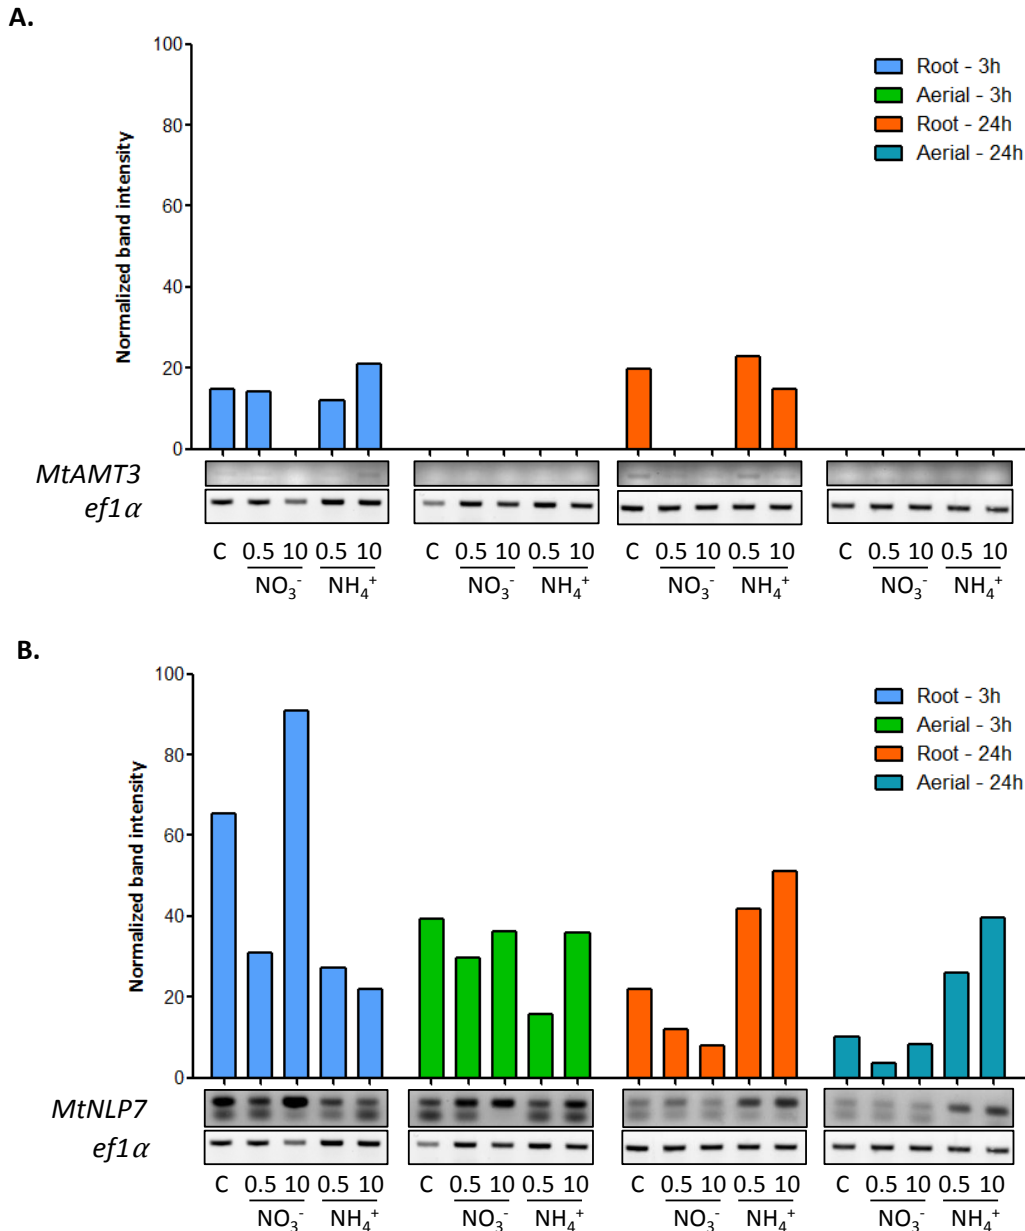 A.
Normalized band intensity
100
80
60
40
20
0
Root - 3h
Aerial - 3h
Root - 24h
Aerial - 24h
MtAMT3
ef1α
C 0.5 10 0.5 10 C 0.5 10 0.5 10 C 0.5 10 0.5 10 C 0.5 10 0.5 10
NO₃⁻ NH₄⁺ NO₃⁻ NH₄⁺ NO₃⁻ NH₄⁺ NO₃⁻ NH₄⁺
B.
Normalized band intensity
100
80
60
40
20
0
Root - 3h
Aerial - 3h
Root - 24h
Aerial - 24h
MtNLP7
ef1α
C 0.5 10 0.5 10 C 0.5 10 0.5 10 C 0.5 10 0.5 10 C 0.5 10 0.5 10
NO₃⁻ NH₄⁺ NO₃⁻ NH₄⁺ NO₃⁻ NH₄⁺ NO₃⁻ NH₄⁺